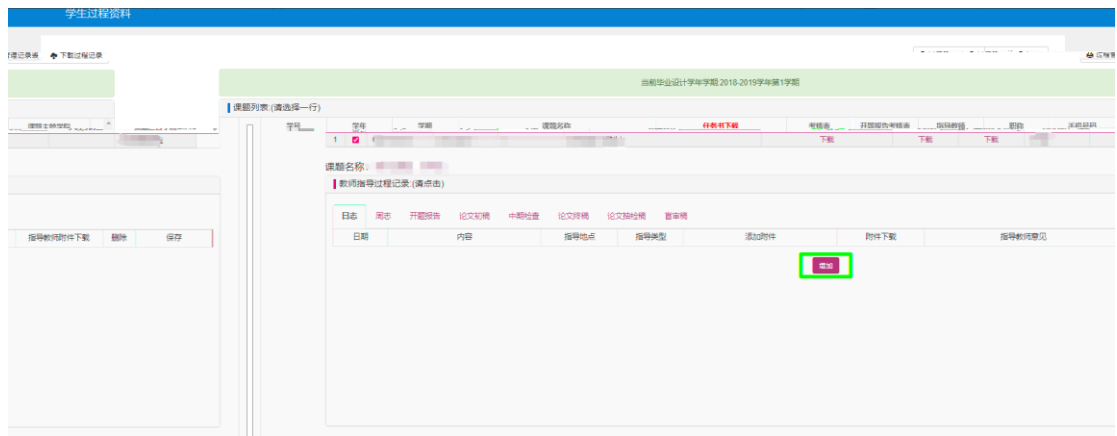 学生过程资料
下载过程记录
当前毕业设计学年学期:2018-2019学年第1学期
课题列表:(请选择一行)
学号 学年 学期 课题名称 任务书下载 考核表 开题报告考核表 指导教师 职称
1 下载 下载 下载
课题名称:
教师指导过程记录:(请点击)
日志 周志 开题报告 论文初稿 中期检查 论文终稿 论文抽检稿 盲审稿
指导教师附件下载 删除 保存 日期 内容 指导地点 指导类型 添加附件 附件下载 指导教师意见
增加